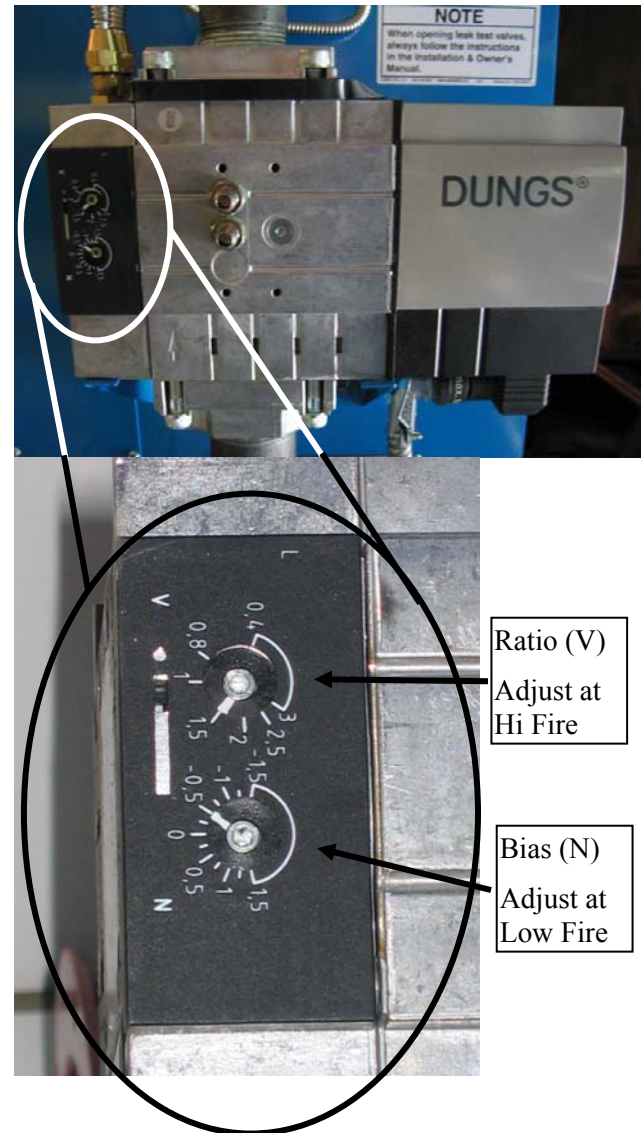 NOTE
When opening leak test valves,
always follow the instructions
in the Installation & Owner's
Manual.
DUNGS®
L
V
0,4
0,8
1
1,5
2
2,5
3
Ratio (V)
Adjust at
Hi Fire
-1,5
-1
-0,5
0
0,5
1
1,5
N
Bias (N)
Adjust at
Low Fire